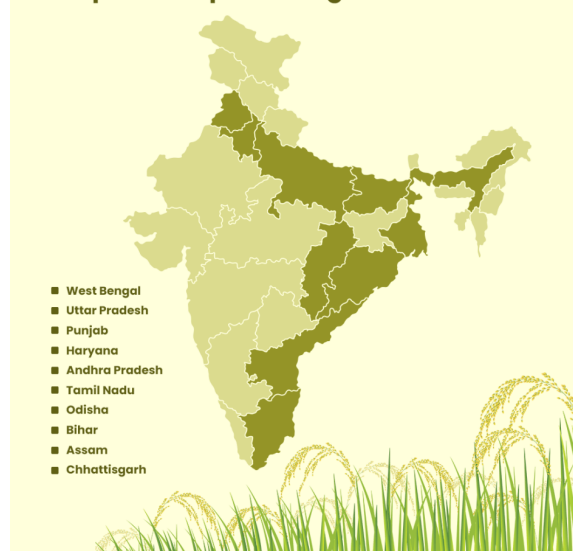 West Bengal
Uttar Pradesh
Punjab
Haryana
Andhra Pradesh
Tamil Nadu
Odisha
Bihar
Assam
Chhattisgarh